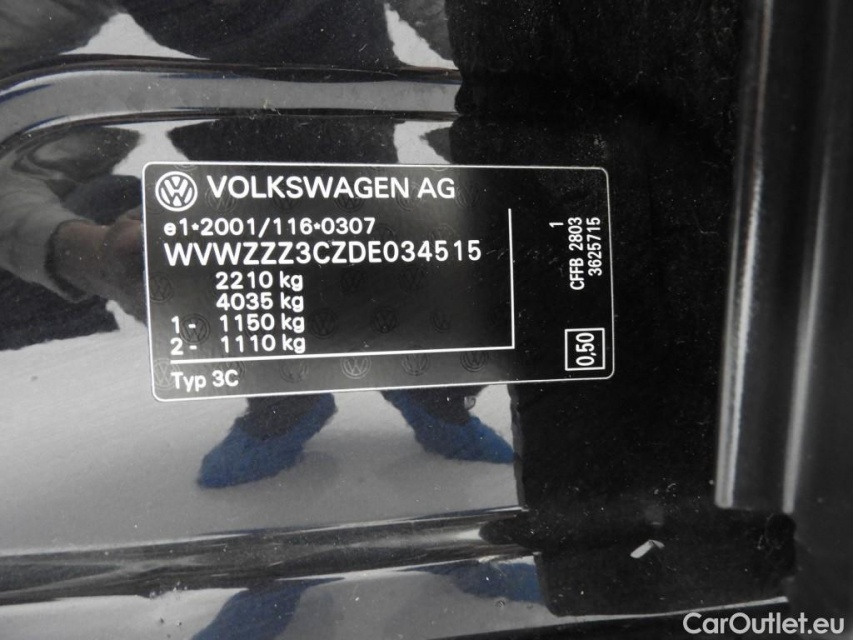 VOLKSWAGEN AG
e1*2001/116*0307
WVWZZZ3CZDE034515
2210 kg
4035 kg
1 - 1150 kg
2 - 1110 kg
Typ 3C
1
CFFB 2803
3625715
0,50
CarOutlet.eu